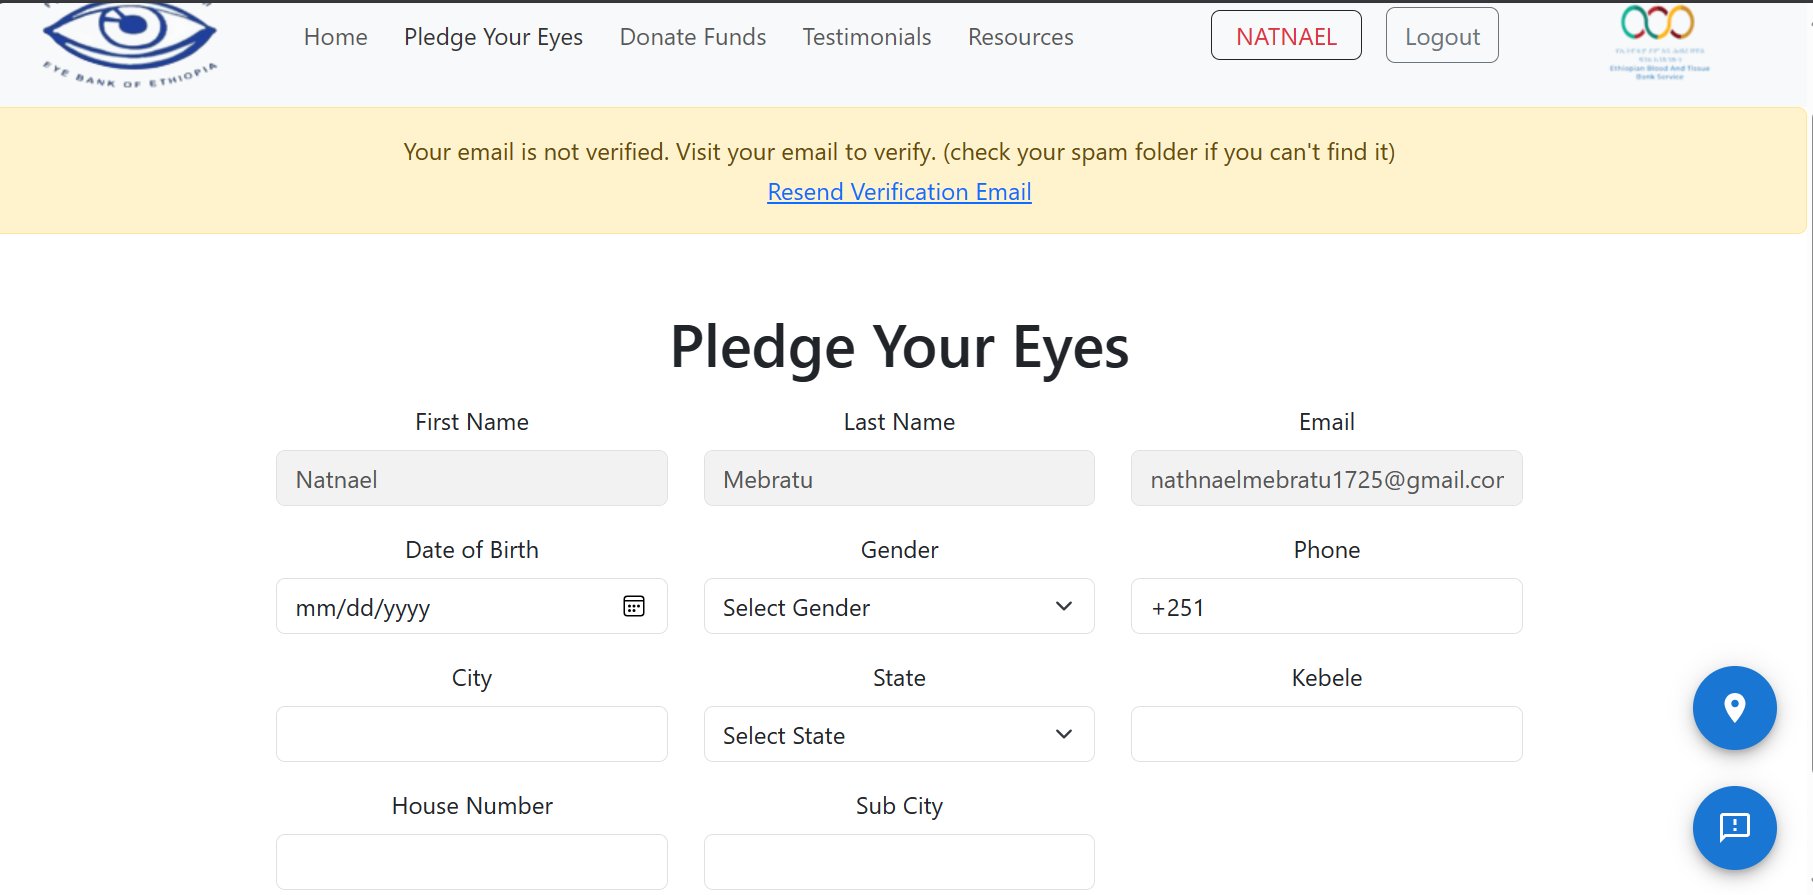 EYE BANK OF ETHIOPIA
Home
Pledge Your Eyes
Donate Funds
Testimonials
Resources
NATNAEL
Logout
Ethiopian Blood And Tissue
Bank Service
Your email is not verified. Visit your email to verify. (check your spam folder if you can't find it)
Resend Verification Email
Pledge Your Eyes
First Name
Last Name
Email
Natnael
Mebratu
nathnaelmebratu1725@gmail.cor
Date of Birth
Gender
Phone
mm/dd/yyyy
Select Gender
+251
City
State
Kebele
Select State
House Number
Sub City